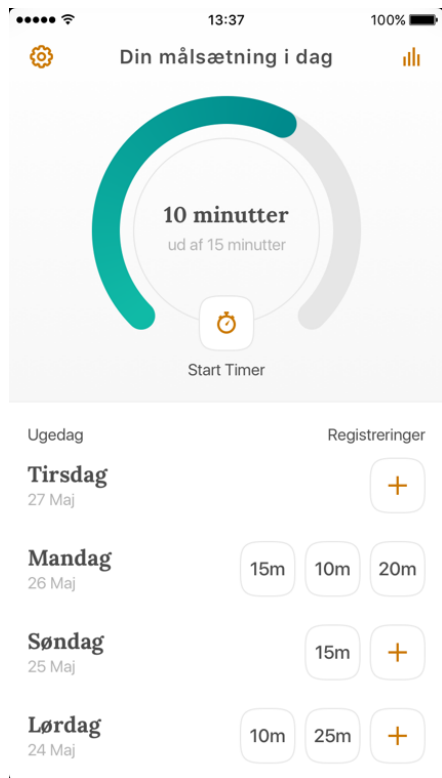 13:37
100%
Din målsætning i dag
10 minutter
ud af 15 minutter
Start Timer
Ugedag Registreringer
Tirsdag
27 Maj
Mandag
26 Maj
15m 10m 20m
Søndag
25 Maj
15m
Lørdag
24 Maj
10m 25m